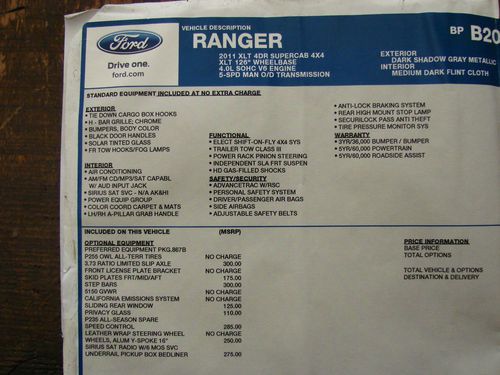 Ford
Drive one.
ford.com
VEHICLE DESCRIPTION
RANGER
2011 XLT 4DR SUPERCAB 4X4
XLT 126" WHEELBASE
4.0L SOHC V6 ENGINE
5-SPD MAN O/D TRANSMISSION
BP B20
EXTERIOR
DARK SHADOW GRAY METALLIC
INTERIOR
MEDIUM DARK FLINT CLOTH
STANDARD EQUIPMENT INCLUDED AT NO EXTRA CHARGE
EXTERIOR
• TIE DOWN CARGO BOX HOOKS
• H - BAR GRILLE; CHROME
• BUMPERS, BODY COLOR
• BLACK DOOR HANDLES
• SOLAR TINTED GLASS
• FR TOW HOOKS/FOG LAMPS
INTERIOR
• AIR CONDITIONING
• AM/FM CD/MP3/SAT CAPABL
W/ AUD INPUT JACK
• SIRIUS SAT SVC - N/A AK&HI
• POWER EQUIP GROUP
• COLOR COORD CARPET & MATS
• LH/RH A-PILLAR GRAB HANDLE
FUNCTIONAL
• ELECT SHIFT-ON-FLY 4X4 SYS
• TRAILER TOW CLASS III
• POWER RACK PINION STEERING
• INDEPENDENT SLA FRT SUSPEN
• HD GAS-FILLED SHOCKS
SAFETY/SECURITY
• ADVANCETRAC W/RSC
• PERSONAL SAFETY SYSTEM
• DRIVER/PASSENGER AIR BAGS
• SIDE AIRBAGS
• ADJUSTABLE SAFETY BELTS
• ANTI-LOCK BRAKING SYSTEM
• REAR HIGH MOUNT STOP LAMP
• SECURILOCK PASS ANTI THEFT
• TIRE PRESSURE MONITOR SYS
WARRANTY
• 3YR/36,000 BUMPER / BUMPER
• 5YR/60,000 POWERTRAIN
• 5YR/60,000 ROADSIDE ASSIST
INCLUDED ON THIS VEHICLE (MSRP)
OPTIONAL EQUIPMENT
PREFERRED EQUIPMENT PKG.867B
P255 OWL ALL-TERR TIRES NO CHARGE
3.73 RATIO LIMITED SLIP AXLE 300.00
FRONT LICENSE PLATE BRACKET NO CHARGE
SKID PLATES FRT/MID/AFT 175.00
STEP BARS 300.00
5150 GVWR NO CHARGE
CALIFORNIA EMISSIONS SYSTEM NO CHARGE
SLIDING REAR WINDOW 125.00
PRIVACY GLASS 110.00
P235 ALL-SEASON SPARE
SPEED CONTROL 285.00
LEATHER WRAP STEERING WHEEL NO CHARGE
WHEELS, ALUM Y-SPOKE 16" 250.00
SIRIUS SAT RADIO W/6 MOS SVC
UNDERRAIL PICKUP BOX BEDLINER 275.00
PRICE INFORMATION
BASE PRICE
TOTAL OPTIONS
TOTAL VEHICLE & OPTIONS
DESTINATION & DELIVERY